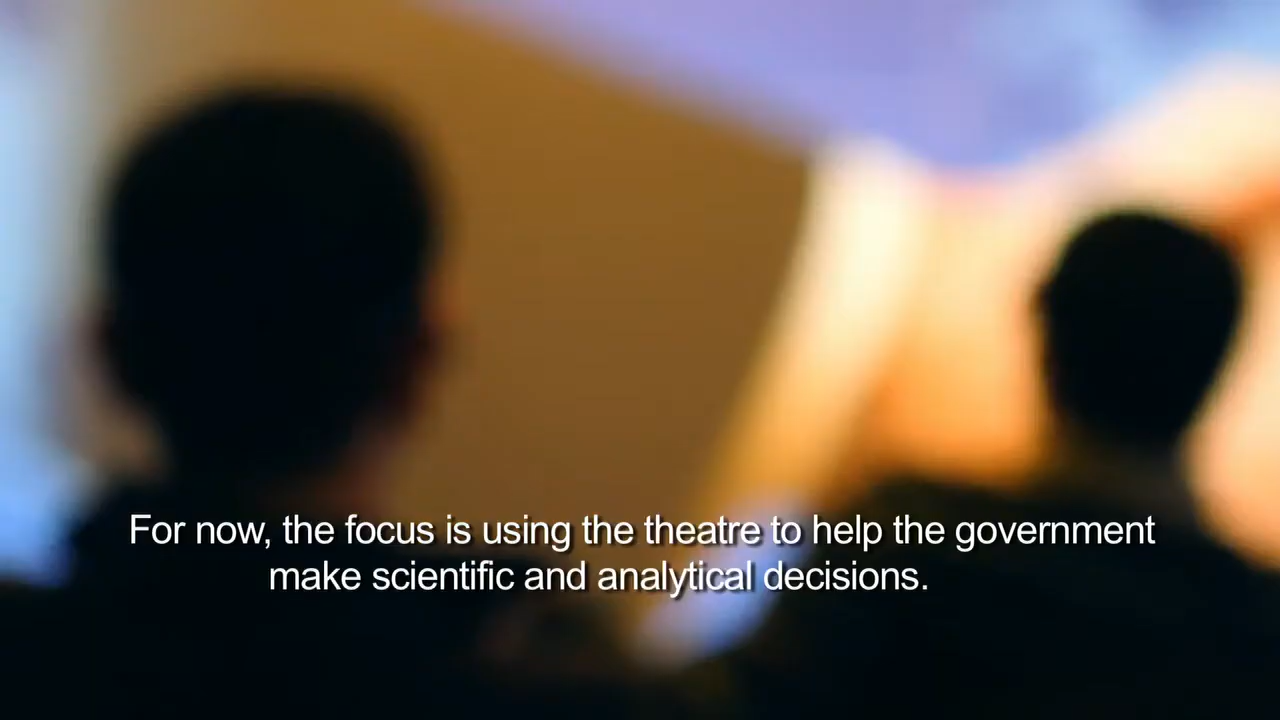 For now, the focus is using the theatre to help the government
make scientific and analytical decisions.